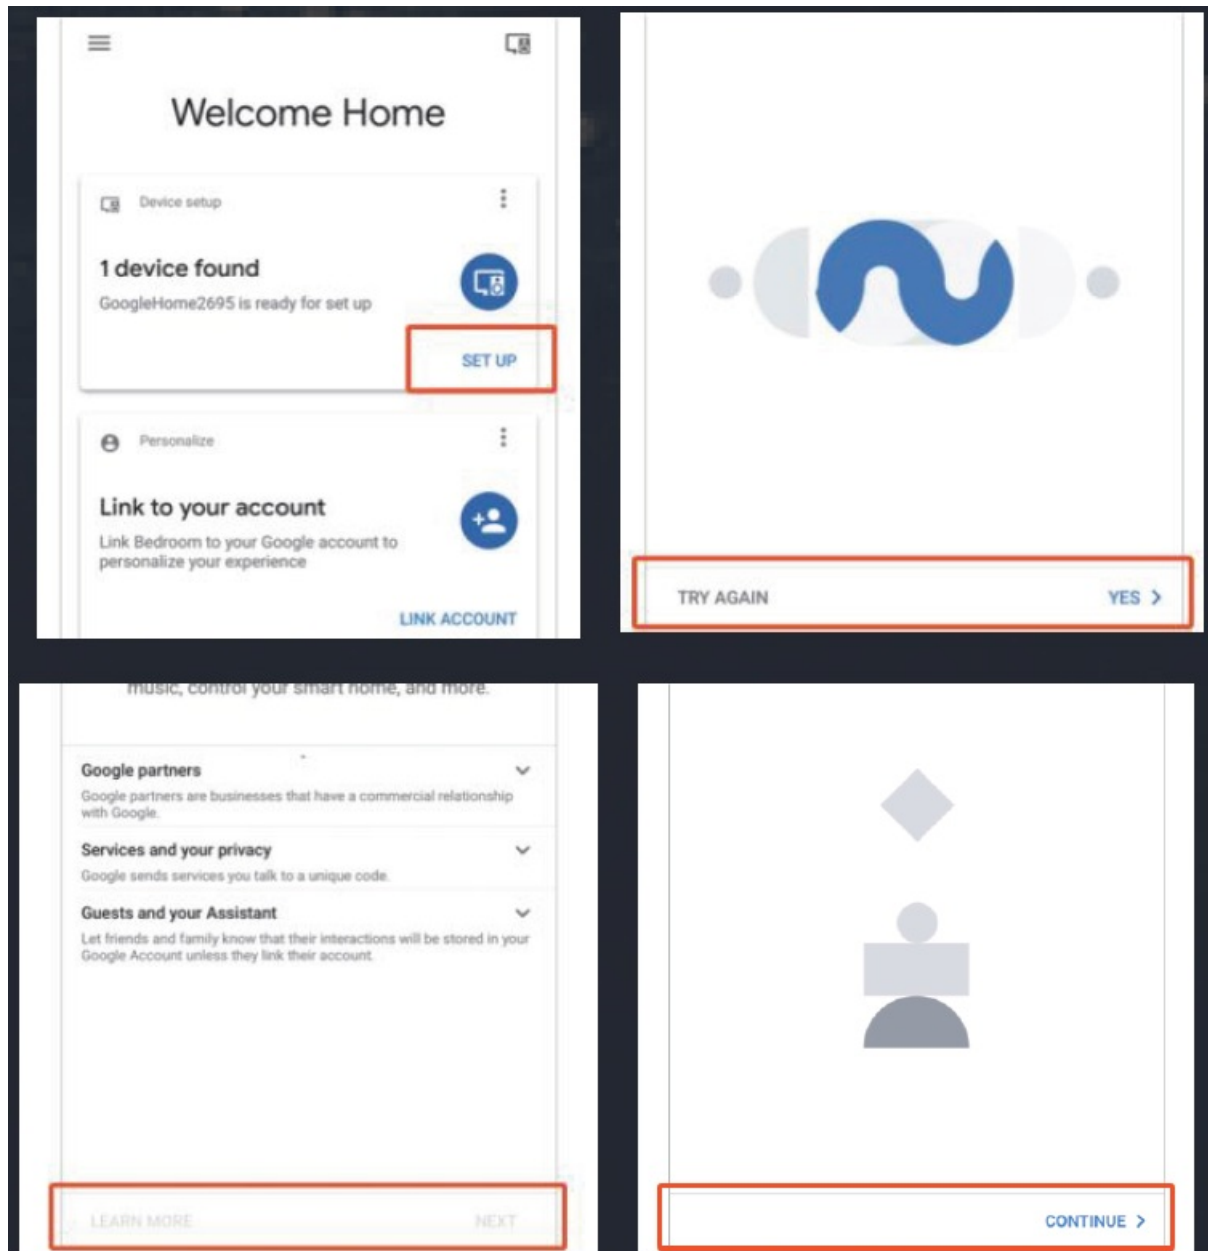 Welcome Home
Device setup
1 device found
GoogleHome2695 is ready for set up
SET UP
Personalize
Link to your account
Link Bedroom to your Google account to
personalize your experience
LINK ACCOUNT
TRY AGAIN
YES
music, control your smart home, and more.
Google partners
Google partners are businesses that have a commercial relationship
with Google.
Services and your privacy
Google sends services you talk to a unique code.
Guests and your Assistant
Let friends and family know that their interactions will be stored in your
Google Account unless they link their account.
LEARN MORE
NEXT
CONTINUE